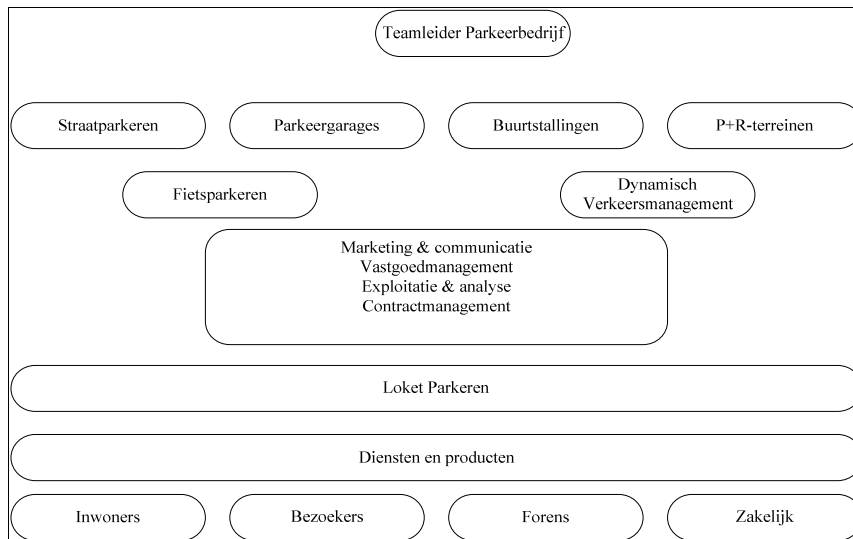 Teamleider Parkeerbedrijf
Straatparkeren
Parkeergarages
Buurtstallingen
P+R-terreinen
Fietsparkeren
Dynamisch
Verkeersmanagement
Marketing & communicatie
Vastgoedmanagement
Exploitatie & analyse
Contractmanagement
Loket Parkeren
Diensten en producten
Inwoners
Bezoekers
Forens
Zakelijk